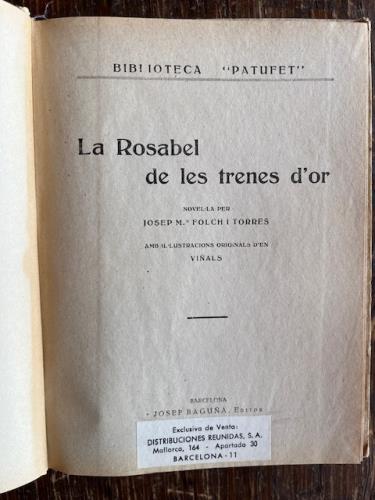 BIBLIOTECA "PATUFET"
La Rosabel
de les trenes d'or
NOVEL·LA PER
JOSEP M.ª FOLCH I TORRES
AMB IL·LUSTRACIONS ORIGINALS D'EN
VIÑALS
BARCELONA
JOSEP BAGUÑÁ, Editor
Exclusiva de Venta:
DISTRIBUCIONES REUNIDAS, S. A.
Mallorca, 164 - Apartado 30
BARCELONA - 11